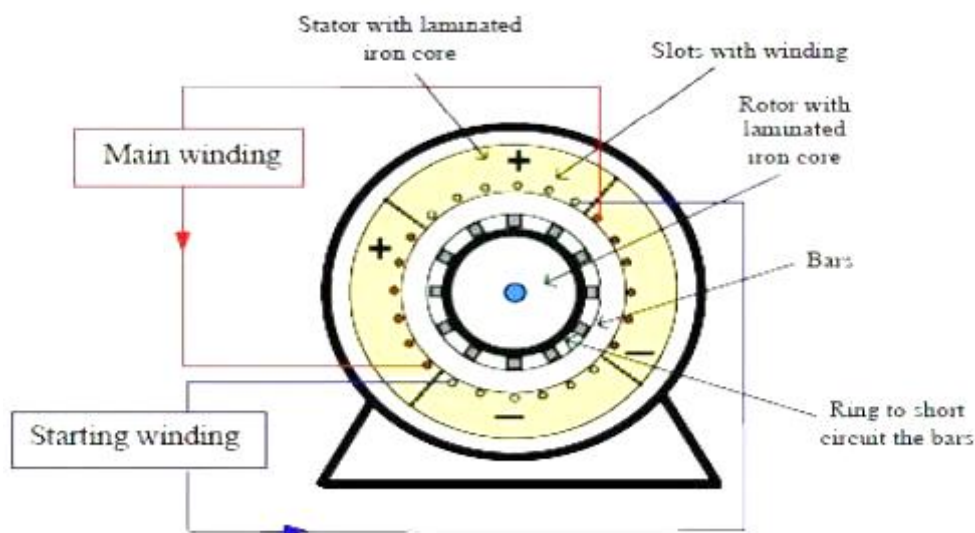 Stator with laminated
iron core
Slots with winding
Rotor with
laminated
iron core
Main winding
+
+
Bars
−
−
Starting winding
Ring to short
circuit the bars